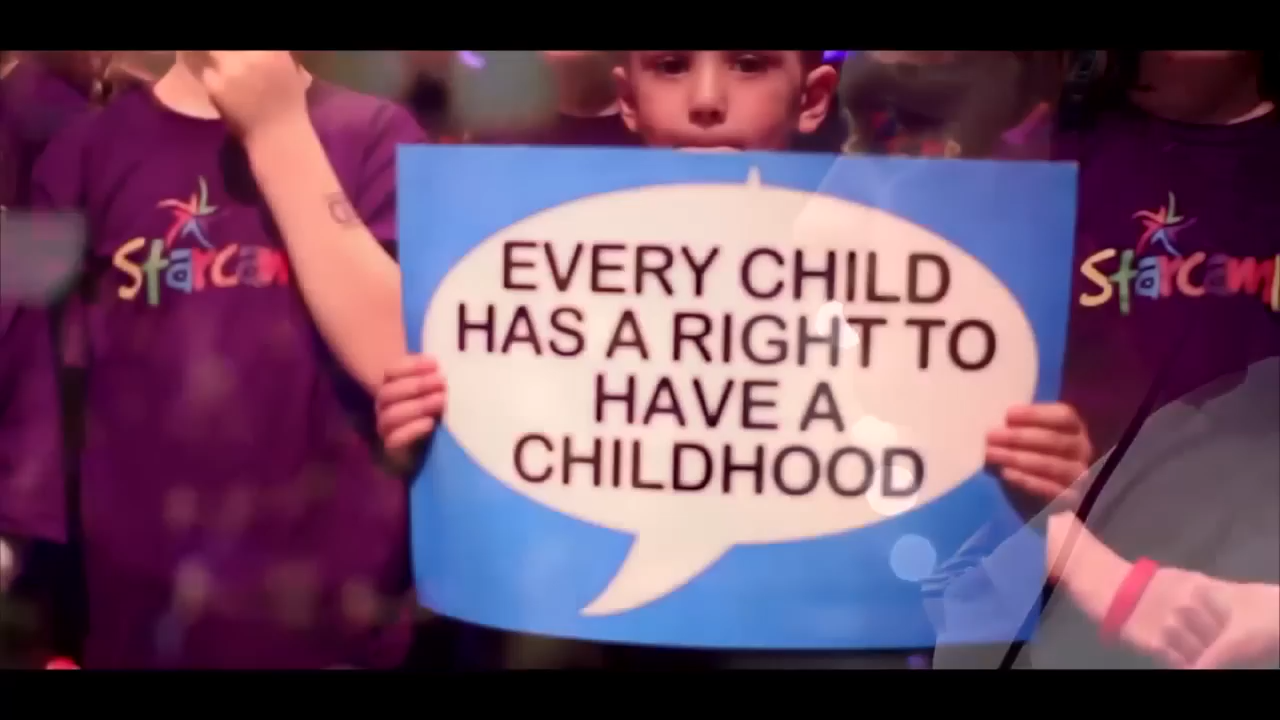 EVERY CHILD
HAS A RIGHT TO
HAVE A
CHILDHOOD
Starcam
Starcam